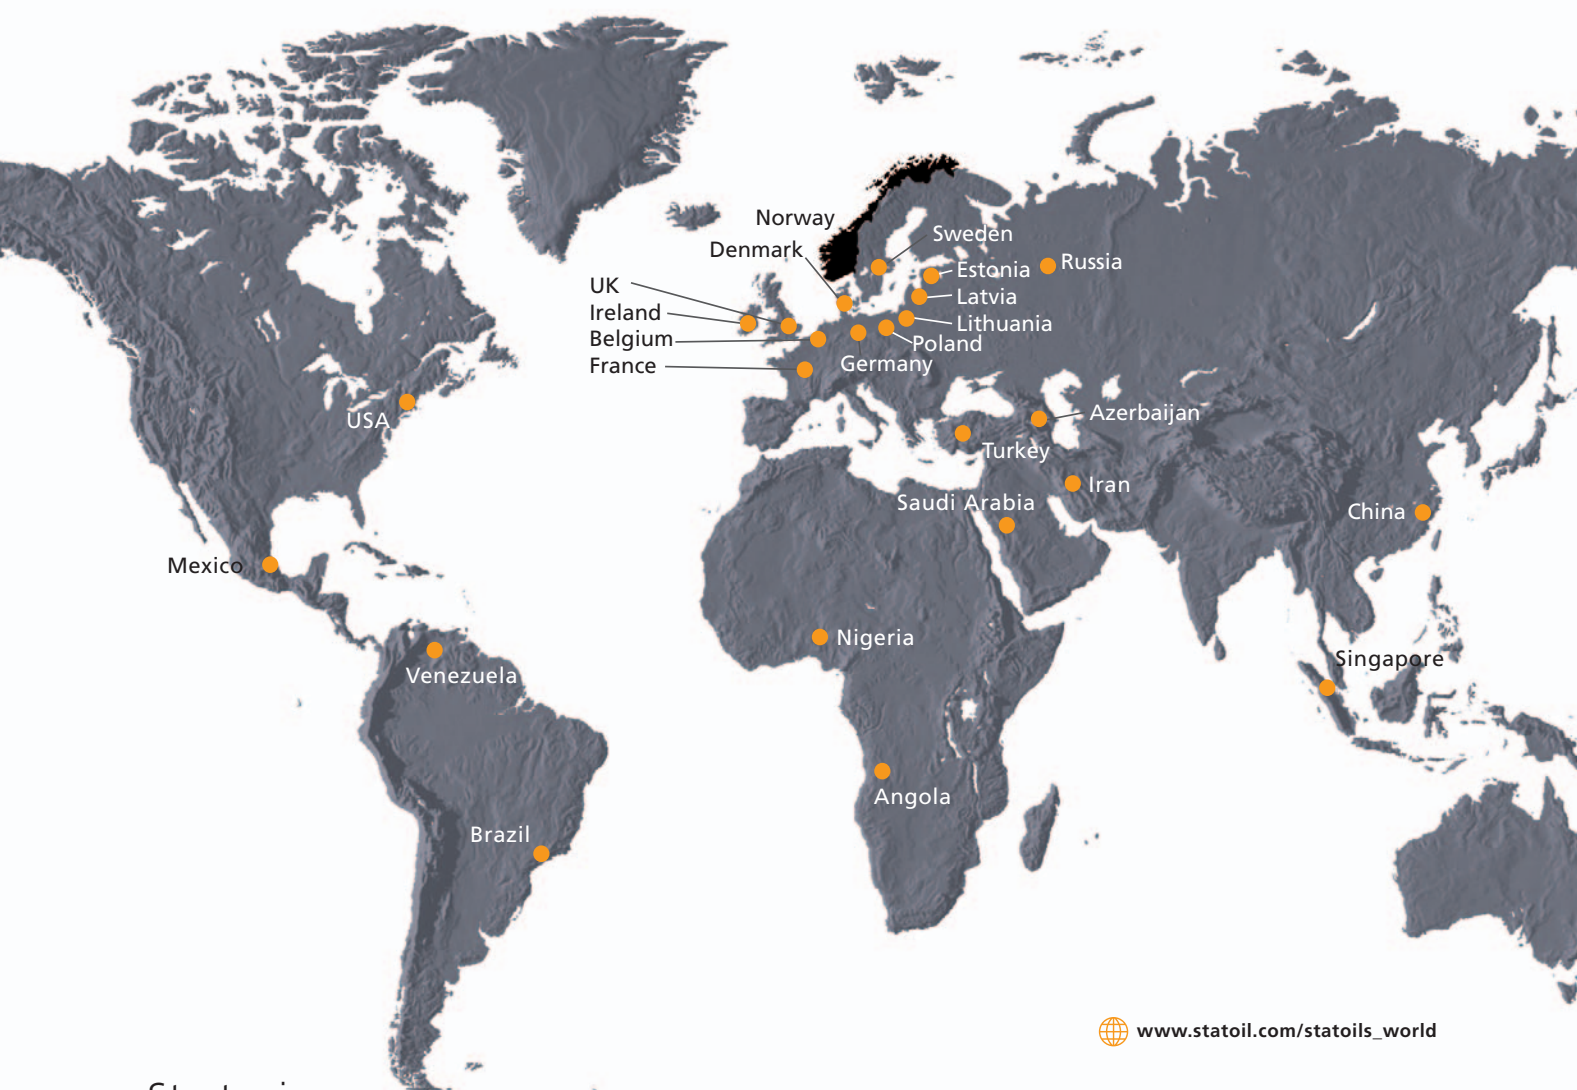 Norway
Denmark
Sweden
Estonia
Russia
UK
Latvia
Ireland
Lithuania
Belgium
Poland
France
Germany
USA
Azerbaijan
Turkey
Iran
Saudi Arabia
China
Mexico
Nigeria
Singapore
Venezuela
Angola
Brazil
www.statoil.com/statoils_world